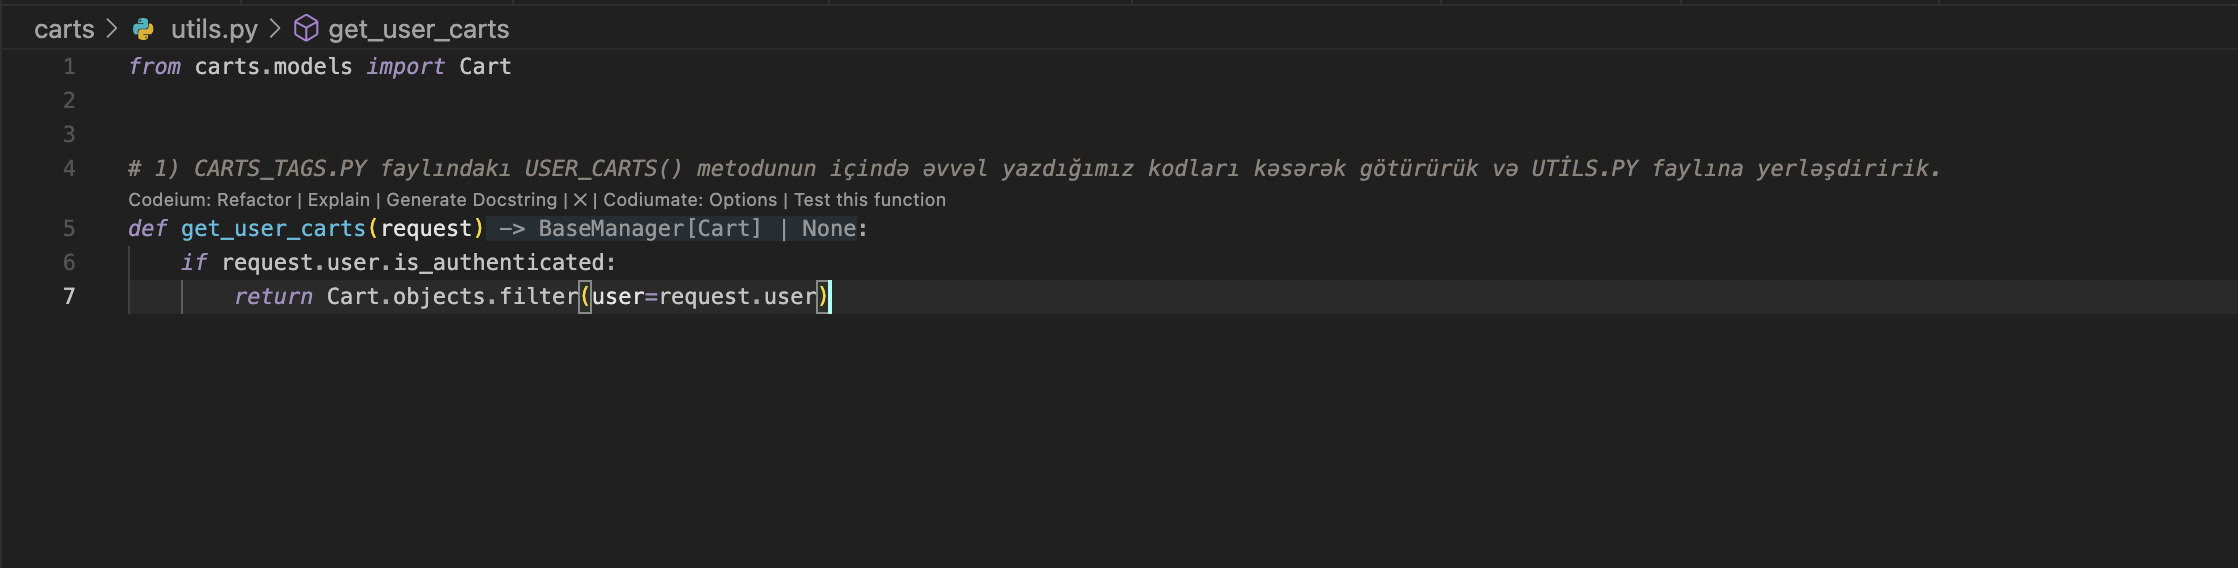 carts > utils.py > get_user_carts
1 from carts.models import Cart
2
3
4 # 1) CARTS_TAGS.PY faylındakı USER_CARTS() metodunun içində əvvəl yazdığımız kodları kəsərək götürürük və UTİLS.PY faylına yerləşdiririk.
Codeium: Refactor | Explain | Generate Docstring | × | Codiumate: Options | Test this function
5 def get_user_carts(request) -> BaseManager[Cart] | None:
6 if request.user.is_authenticated:
7 return Cart.objects.filter(user=request.user)